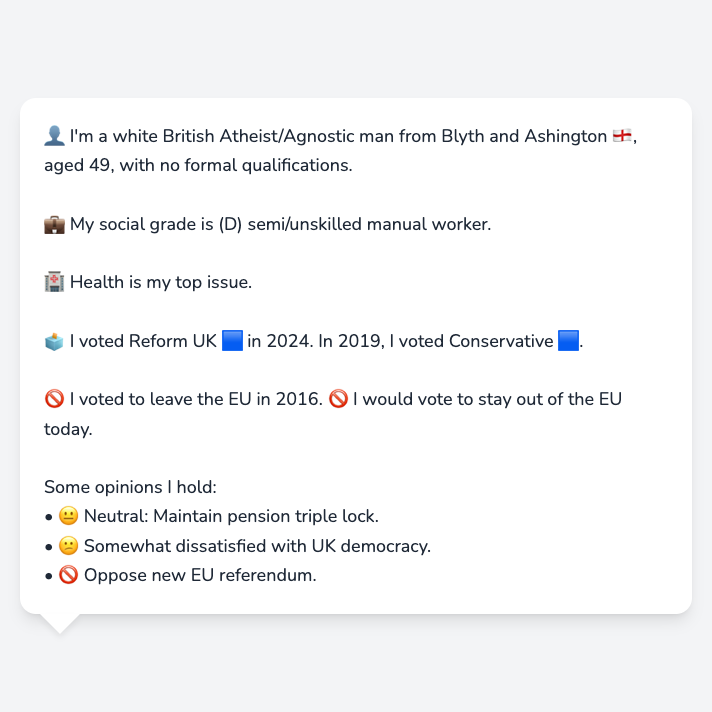 👤 I'm a white British Atheist/Agnostic man from Blyth and Ashington 🏴󠁧󠁢󠁥󠁮󠁧󠁿,
aged 49, with no formal qualifications.
💼 My social grade is (D) semi/unskilled manual worker.
🏥 Health is my top issue.
🗳️ I voted Reform UK 🟦 in 2024. In 2019, I voted Conservative 🟦.
🚫 I voted to leave the EU in 2016. 🚫 I would vote to stay out of the EU
today.
Some opinions I hold:
• 😐 Neutral: Maintain pension triple lock.
• 😕 Somewhat dissatisfied with UK democracy.
• 🚫 Oppose new EU referendum.